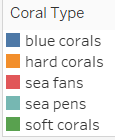 Coral Type
blue corals
hard corals
sea fans
sea pens
soft corals